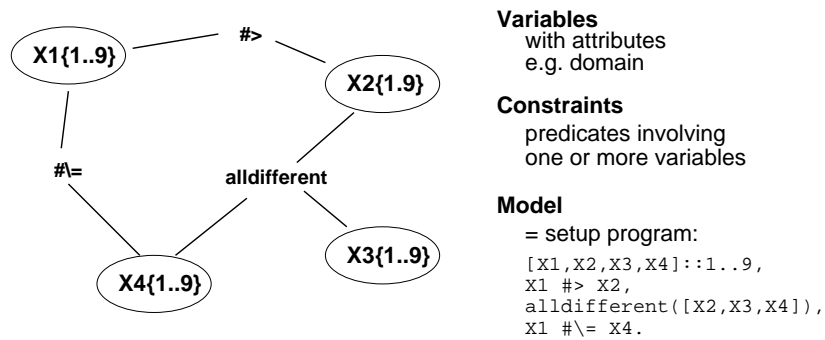 X1{1..9}
#>
X2{1.9}
#\=
alldifferent
X4{1..9}
X3{1..9}
Variables
with attributes
e.g. domain
Constraints
predicates involving
one or more variables
Model
= setup program:
[X1,X2,X3,X4]::1..9,
X1 #> X2,
alldifferent([X2,X3,X4]),
X1 #\= X4.